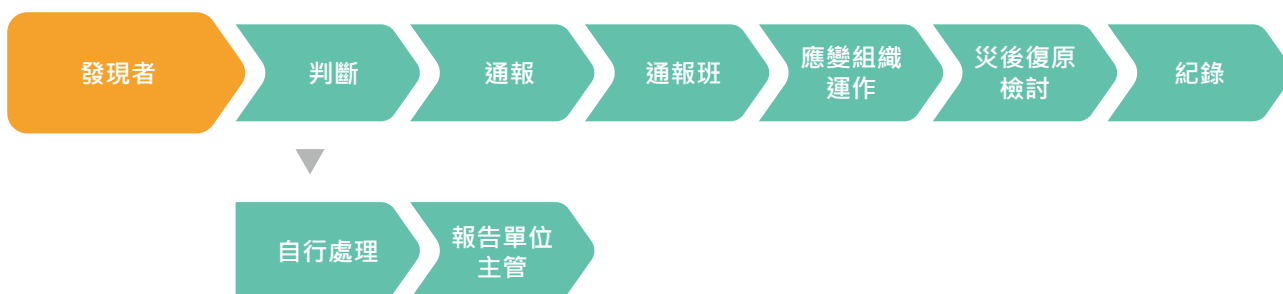 發現者
判斷
通報
通報班
應變組織
運作
災後復原
檢討
紀錄
自行處理
報告單位
主管